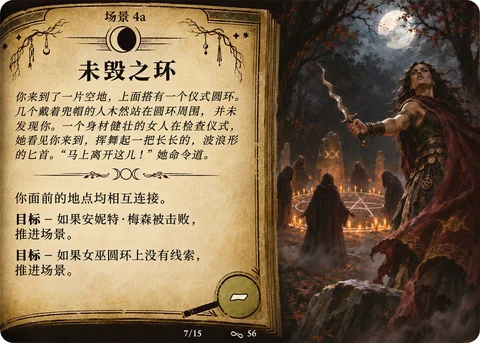 场景 4a
未毁之环
你来到了一片空地，上面搭有一个仪式圆环。
几个戴着兜帽的人木然站在圆环周围，并未
发现你。一个身材健壮的女人在检查仪式，
她看见你来到，挥舞起一把长长的，波浪形
的匕首。“马上离开这儿！”她命令道。
你面前的地点均相互连接。
目标 – 如果安妮特·梅森被击败，
推进场景。
目标 – 如果女巫圆环上没有线索，
推进场景。
–
7/15 56